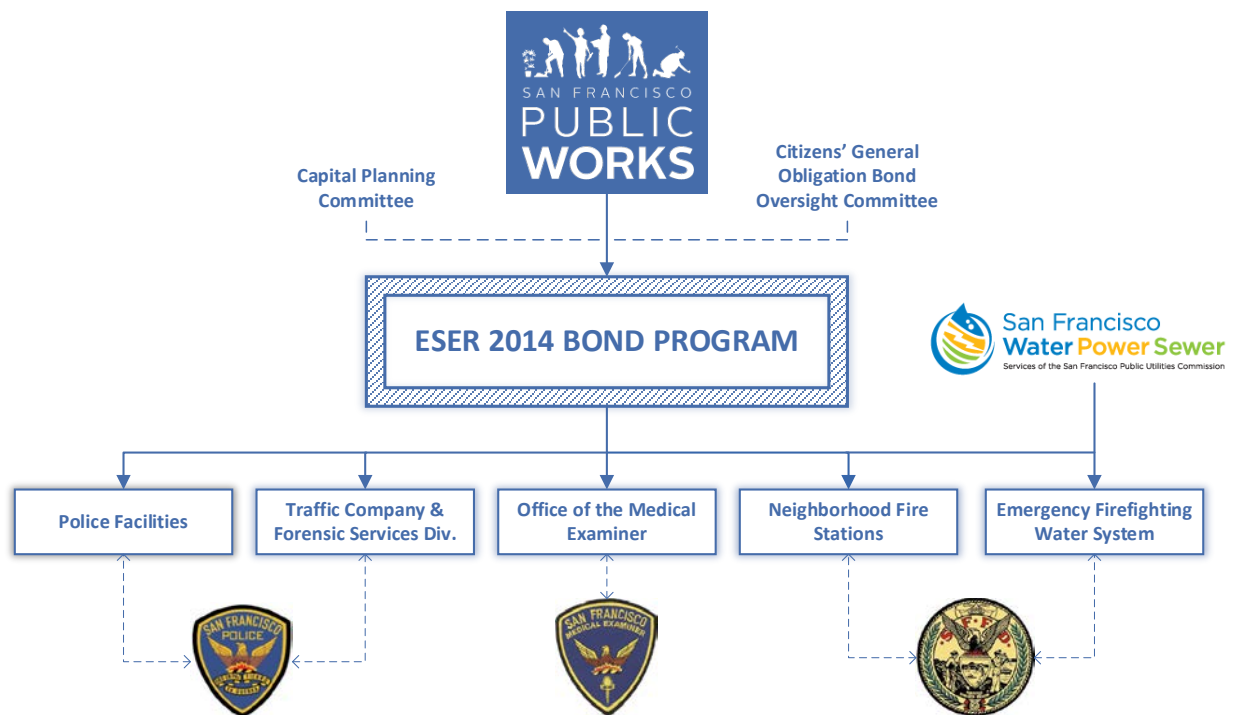 SAN FRANCISCO
PUBLIC
WORKS
Capital Planning
Committee
Citizens' General
Obligation Bond
Oversight Committee
ESER 2014 BOND PROGRAM
San Francisco
Water Power Sewer
Services of the San Francisco Public Utilities Commission
Police Facilities
Traffic Company &
Forensic Services Div.
Office of the Medical
Examiner
Neighborhood Fire
Stations
Emergency Firefighting
Water System
SAN FRANCISCO
POLICE
SAN FRANCISCO
MEDICAL EXAMINER
S.F.F.D.